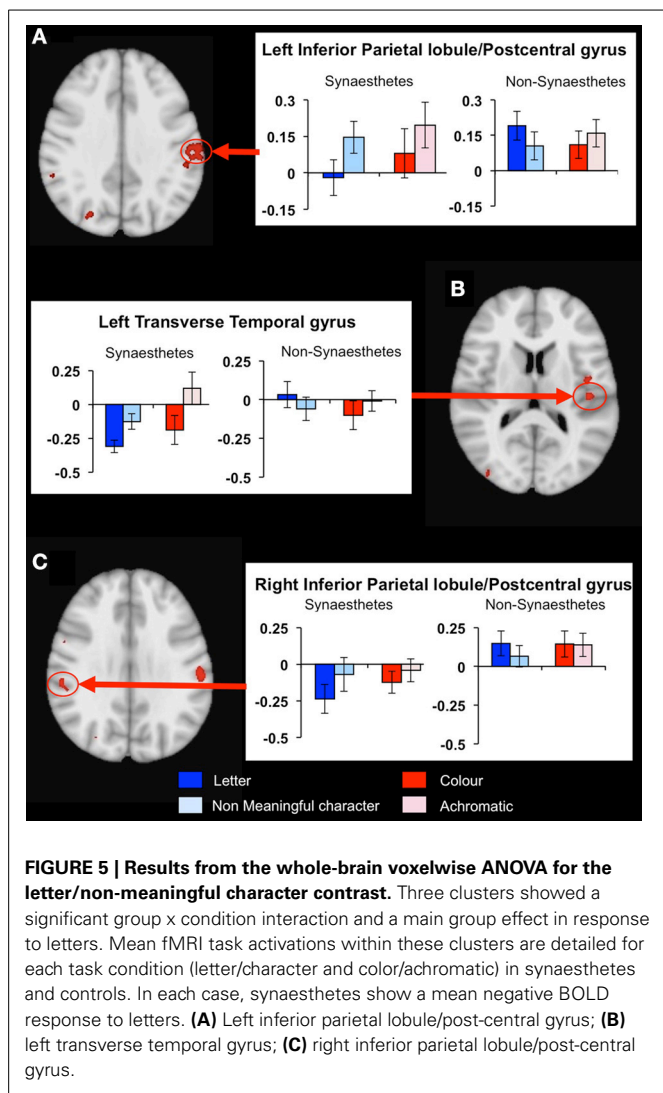 A
Left Inferior Parietal lobule/Postcentral gyrus
Synaesthetes
Non-Synaesthetes
0.3
0.15
0
-0.15
0.3
0.15
0
-0.15
B
Left Transverse Temporal gyrus
Synaesthetes
Non-Synaesthetes
0.25
0
-0.25
-0.5
0.25
0
-0.25
-0.5
C
Right Inferior Parietal lobule/Postcentral gyrus
Synaesthetes
Non-Synaesthetes
0.25
0
-0.25
-0.5
0.25
0
-0.25
-0.5
Letter
Colour
Non Meaningful character
Achromatic
FIGURE 5 | Results from the whole-brain voxelwise ANOVA for the
letter/non-meaningful character contrast. Three clusters showed a
significant group x condition interaction and a main group effect in response
to letters. Mean fMRI task activations within these clusters are detailed for
each task condition (letter/character and color/achromatic) in synaesthetes
and controls. In each case, synaesthetes show a mean negative BOLD
response to letters. (A) Left inferior parietal lobule/post-central gyrus; (B)
left transverse temporal gyrus; (C) right inferior parietal lobule/post-central
gyrus.